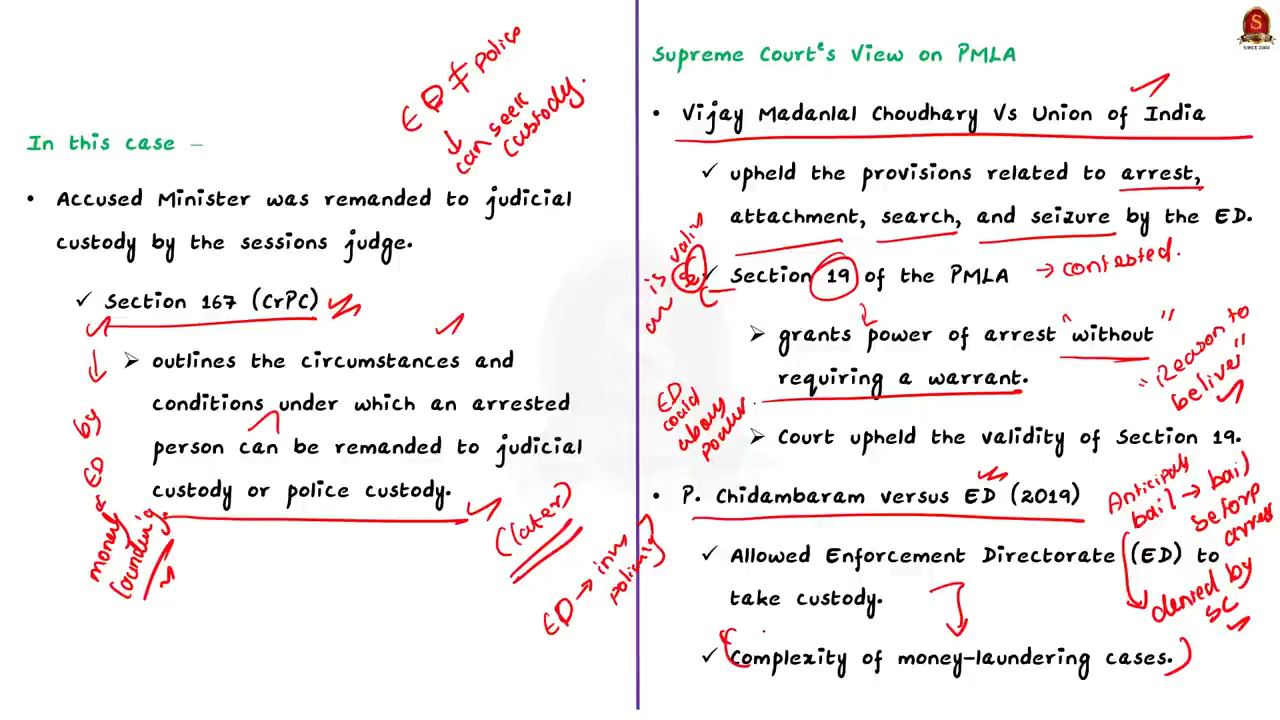 In this case –
• Accused Minister was remanded to judicial
custody by the sessions judge.
✓ Section 167 (CrPC)
➢ outlines the circumstances and
conditions under which an arrested
person can be remanded to judicial
custody or police custody.
ED ≠ police
can seek
custody.
by
ED
money
(later)
ED →
Supreme Court's View on PMLA
• Vijay Madanlal Choudhary Vs Union of India
✓ upheld the provisions related to arrest,
attachment, search, and seizure by the ED.
✓ Section 19 of the PMLA → contested.
➢ grants power of arrest "without"
requiring a warrant.
➢ Court upheld the validity of Section 19.
"Reason to
believe"
is valid
ED
could
power
• P. Chidambaram versus ED (2019)
✓ Allowed Enforcement Directorate (ED) to
take custody.
✓ Complexity of money-laundering cases.
bail → bail
before
denied by
SC
S
SINCE 2004